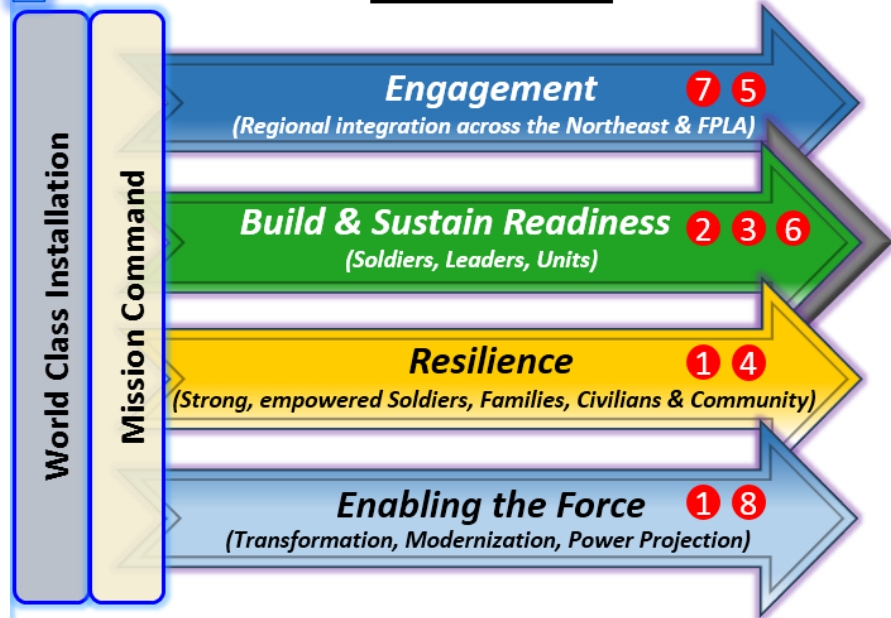 World Class Installation
Mission Command
Engagement 7 5
(Regional integration across the Northeast & FPLA)
Build & Sustain Readiness 2 3 6
(Soldiers, Leaders, Units)
Resilience 1 4
(Strong, empowered Soldiers, Families, Civilians & Community)
Enabling the Force 1 8
(Transformation, Modernization, Power Projection)